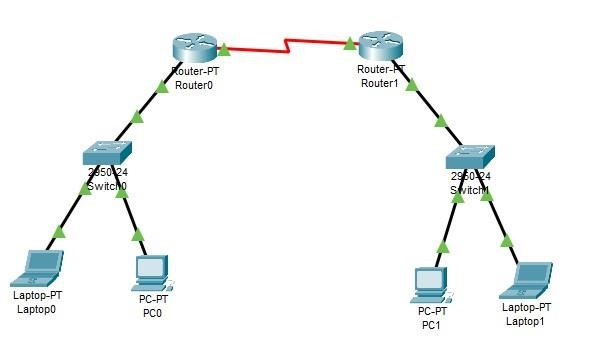 Router-PT
Router0
Router-PT
Router1
2950-24
Switch0
2950-24
Switch1
Laptop-PT
Laptop0
PC-PT
PC0
PC-PT
PC1
Laptop-PT
Laptop1